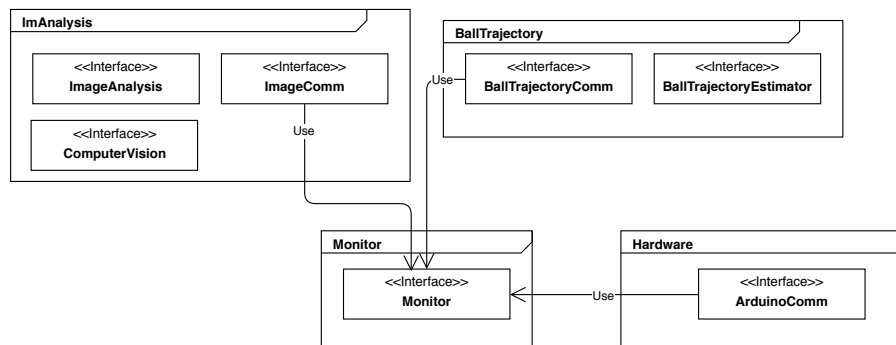 ImAnalysis
<<Interface>>
ImageAnalysis
<<Interface>>
ImageComm
<<Interface>>
ComputerVision
Use
BallTrajectory
<<Interface>>
BallTrajectoryComm
<<Interface>>
BallTrajectoryEstimator
Use
Monitor
<<Interface>>
Monitor
Hardware
<<Interface>>
ArduinoComm
Use